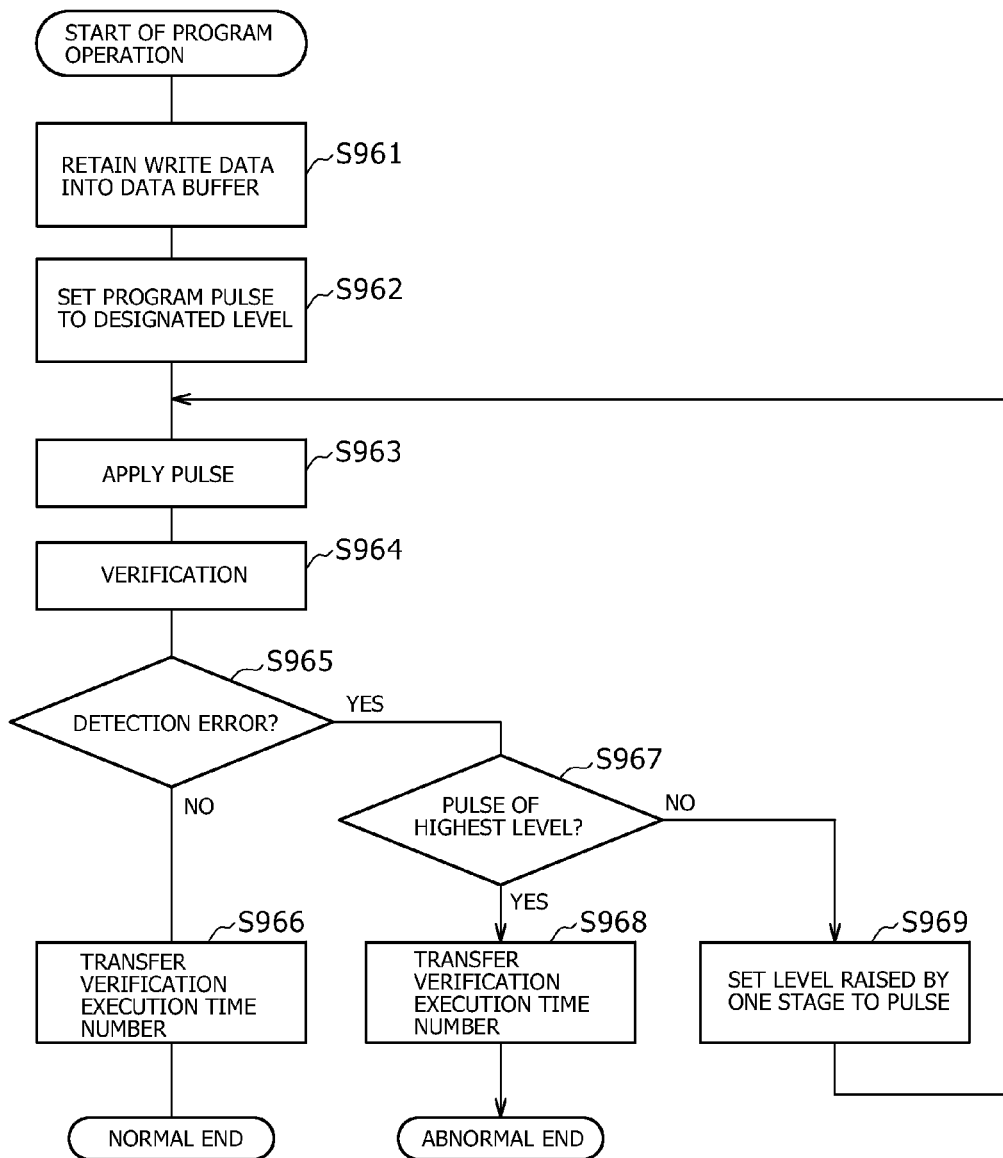 START OF PROGRAM
OPERATION
RETAIN WRITE DATA
INTO DATA BUFFER
S961
SET PROGRAM PULSE
TO DESIGNATED LEVEL
S962
APPLY PULSE
S963
VERIFICATION
S964
DETECTION ERROR?
S965
YES
NO
PULSE OF
HIGHEST LEVEL?
S967
NO
YES
TRANSFER
VERIFICATION
EXECUTION TIME
NUMBER
S966
TRANSFER
VERIFICATION
EXECUTION TIME
NUMBER
S968
SET LEVEL RAISED BY
ONE STAGE TO PULSE
S969
NORMAL END
ABNORMAL END